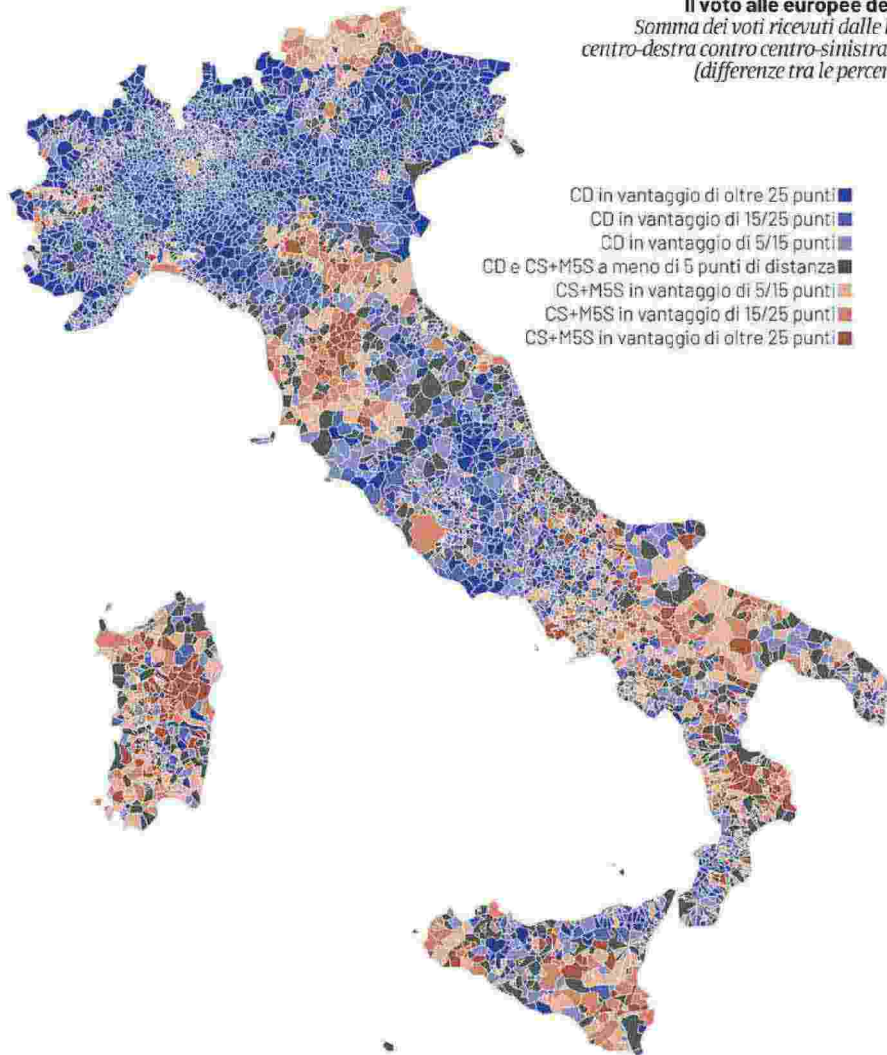 Il voto alle europee de
Somma dei voti ricevuti dalle
centro-destra contro centro-sinistra
(differenze tra le percen
CD in vantaggio di oltre 25 punti
CD in vantaggio di 15/25 punti
CD in vantaggio di 5/15 punti
CD e CS+M5S a meno di 5 punti di distanza
CS+M5S in vantaggio di 5/15 punti
CS+M5S in vantaggio di 15/25 punti
CS+M5S in vantaggio di oltre 25 punti